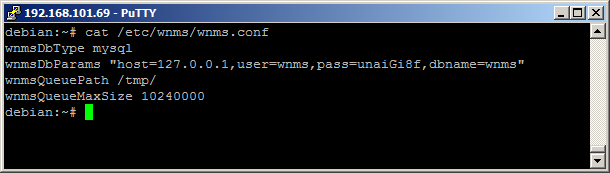 192.168.101.69 - PuTTY
debian:~# cat /etc/wnms/wnms.conf
wnmsDbType mysql
wnmsDbParams "host=127.0.0.1,user=wnms,pass=unaiGi8f,dbname=wnms"
wnmsQueuePath /tmp/
wnmsQueueMaxSize 10240000
debian:~#